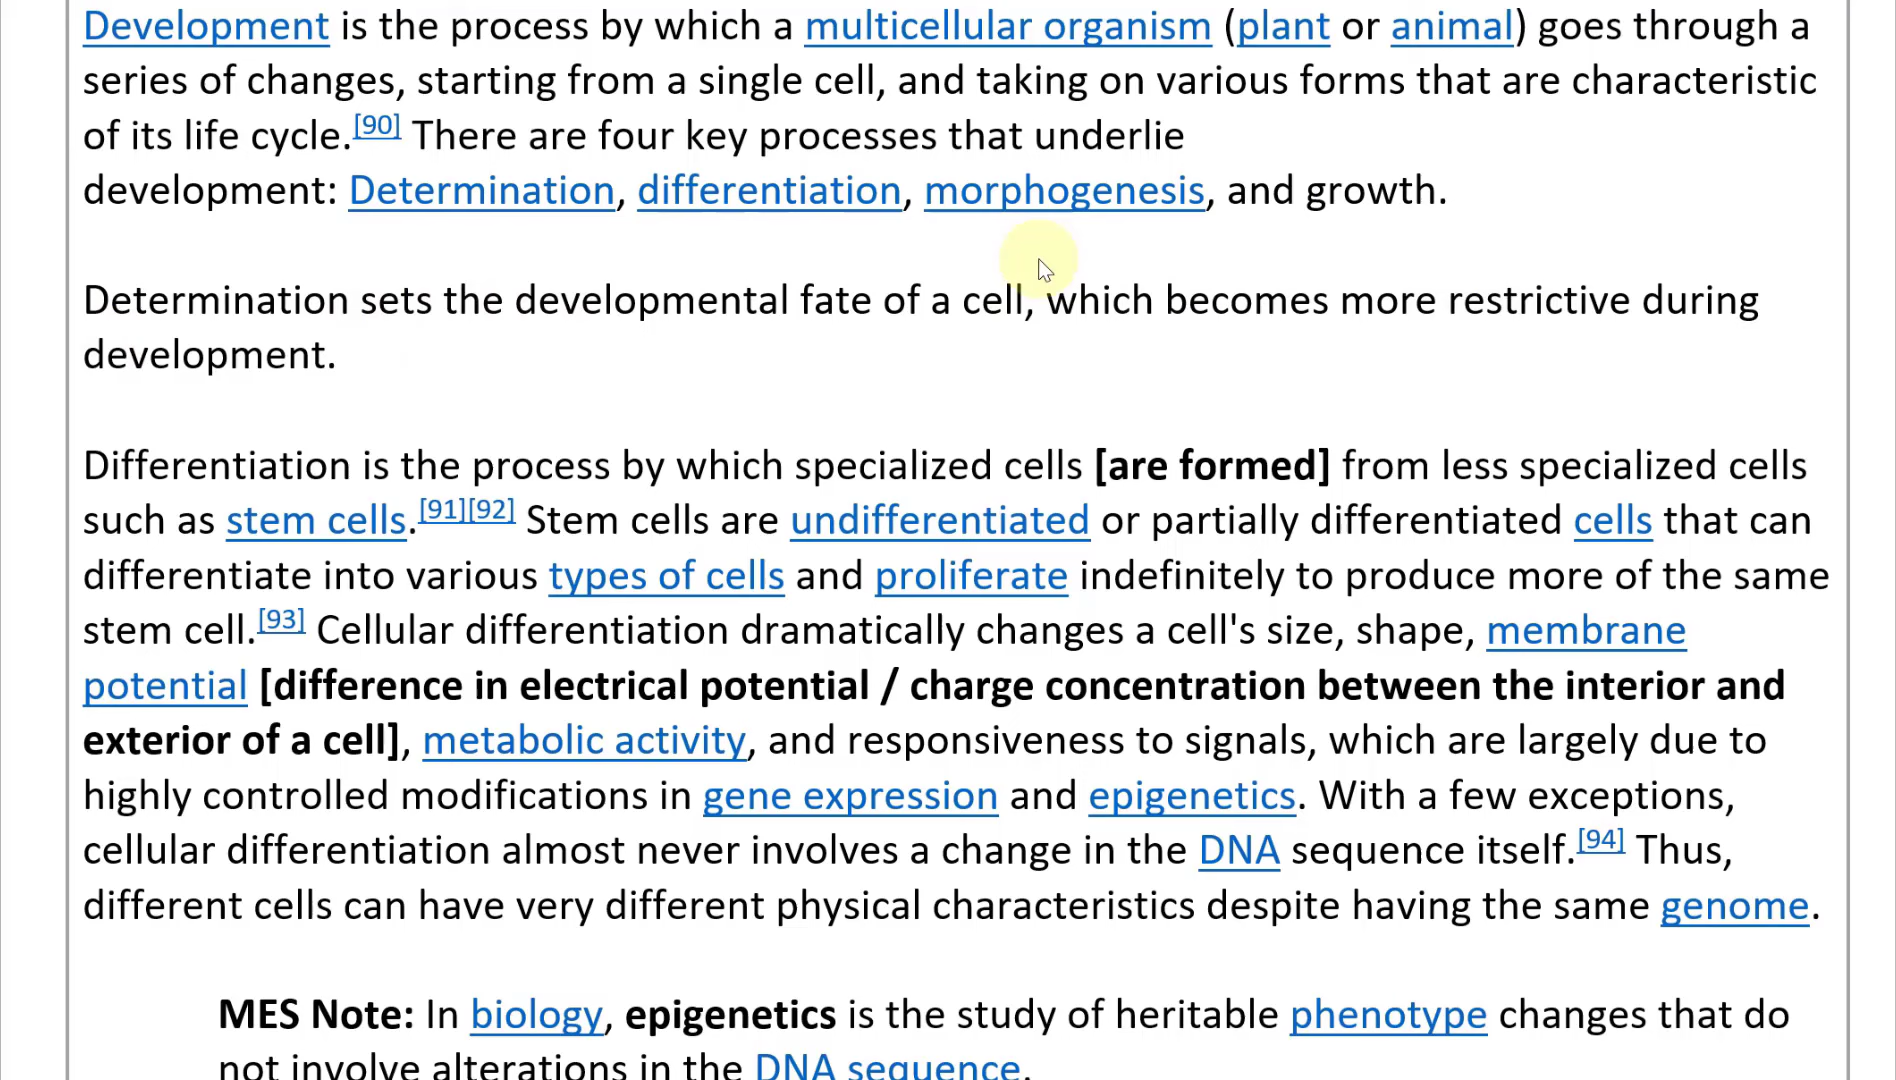 Development is the process by which a multicellular organism (plant or animal) goes through a
series of changes, starting from a single cell, and taking on various forms that are characteristic
of its life cycle.[90] There are four key processes that underlie
development: Determination, differentiation, morphogenesis, and growth.
Determination sets the developmental fate of a cell, which becomes more restrictive during
development.
Differentiation is the process by which specialized cells [are formed] from less specialized cells
such as stem cells.[91][92] Stem cells are undifferentiated or partially differentiated cells that can
differentiate into various types of cells and proliferate indefinitely to produce more of the same
stem cell.[93] Cellular differentiation dramatically changes a cell's size, shape, membrane
potential [difference in electrical potential / charge concentration between the interior and
exterior of a cell], metabolic activity, and responsiveness to signals, which are largely due to
highly controlled modifications in gene expression and epigenetics. With a few exceptions,
cellular differentiation almost never involves a change in the DNA sequence itself.[94] Thus,
different cells can have very different physical characteristics despite having the same genome.
MES Note: In biology, epigenetics is the study of heritable phenotype changes that do
not involve alterations in the DNA sequence.